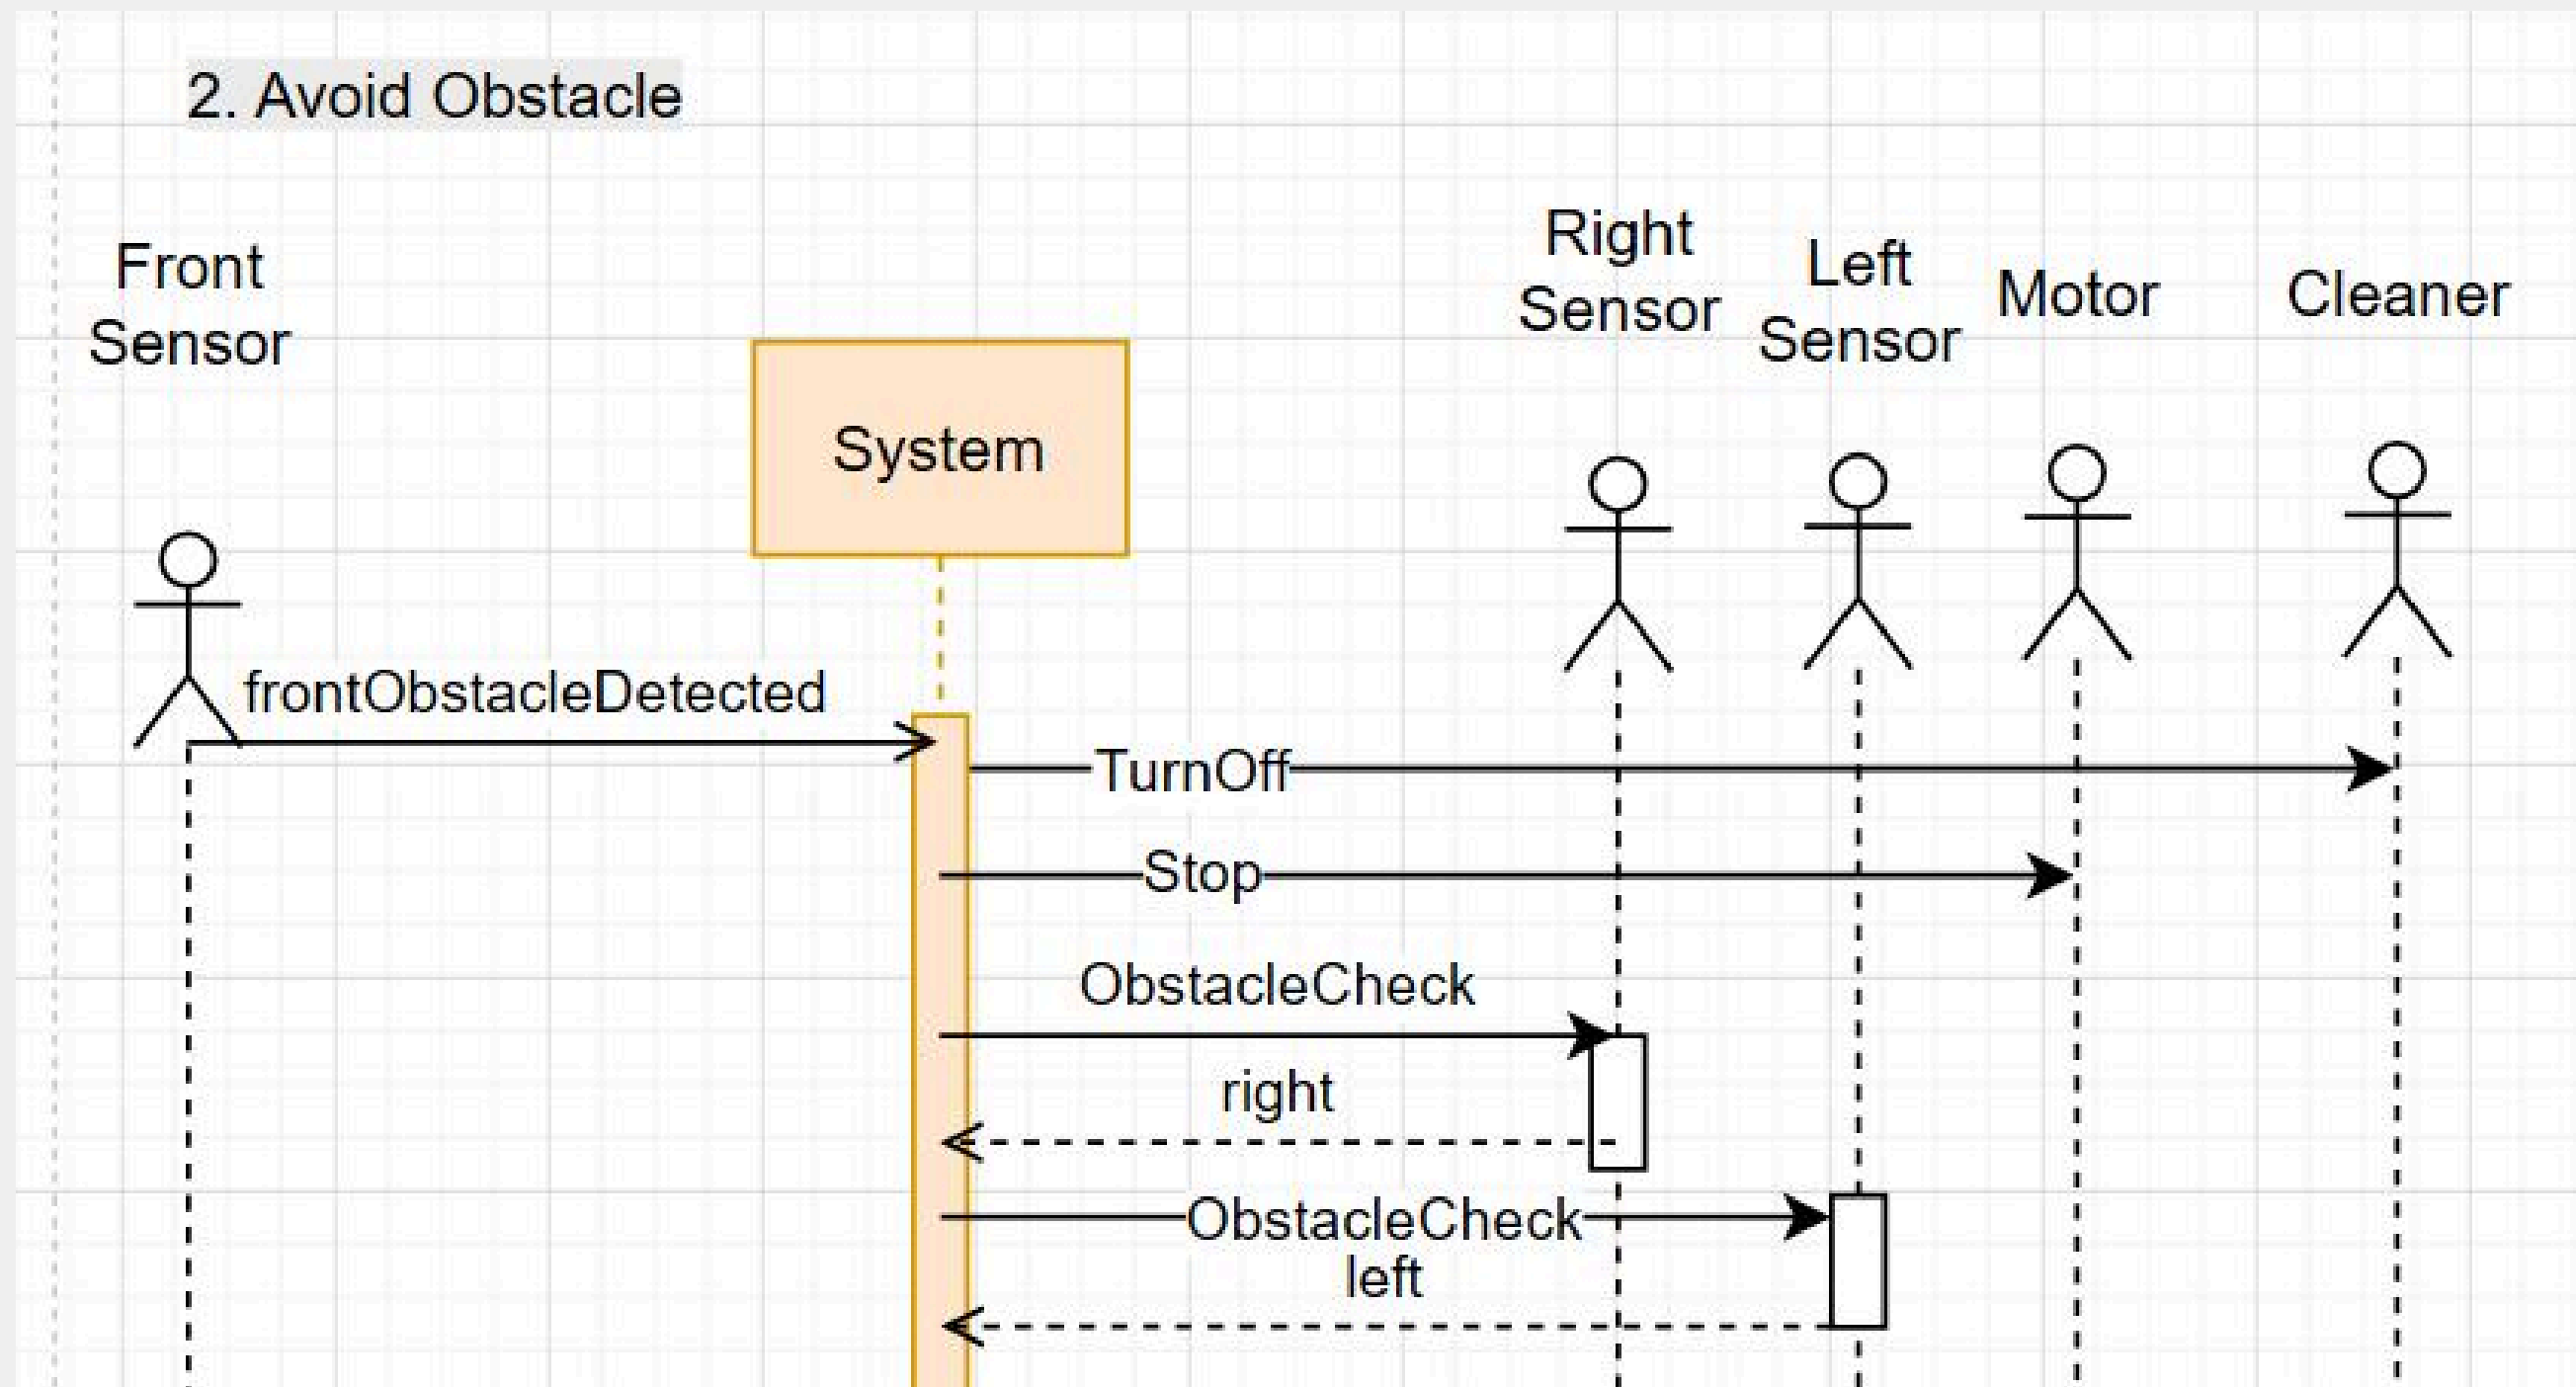 2. Avoid Obstacle
Front
Sensor
System
Right
Sensor
Left
Sensor
Motor
Cleaner
frontObstacleDetected
TurnOff
Stop
ObstacleCheck
right
ObstacleCheck
left